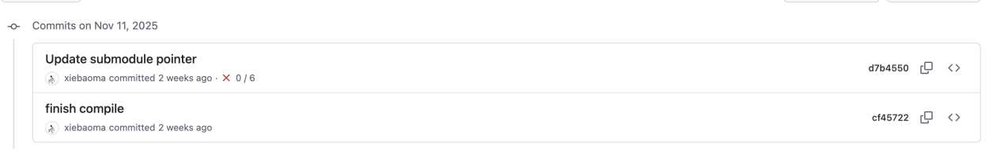 Commits on Nov 11, 2025
Update submodule pointer
xiebaoma committed 2 weeks ago · 0 / 6
d7b4550
finish compile
xiebaoma committed 2 weeks ago
cf45722